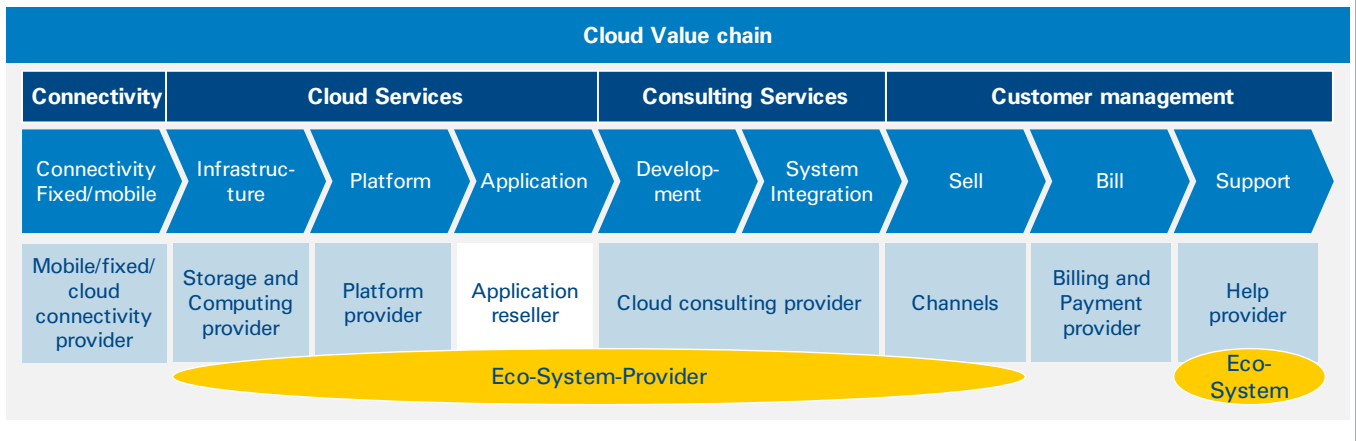 Cloud Value chain
Connectivity
Cloud Services
Consulting Services
Customer management
Connectivity
Fixed/mobile
Infrastruc-
ture
Platform
Application
Develop-
ment
System
Integration
Sell
Bill
Support
Mobile/fixed/
cloud
connectivity
provider
Storage and
Computing
provider
Platform
provider
Application
reseller
Cloud consulting provider
Channels
Billing and
Payment
provider
Help
provider
Eco-System-Provider
Eco-
System